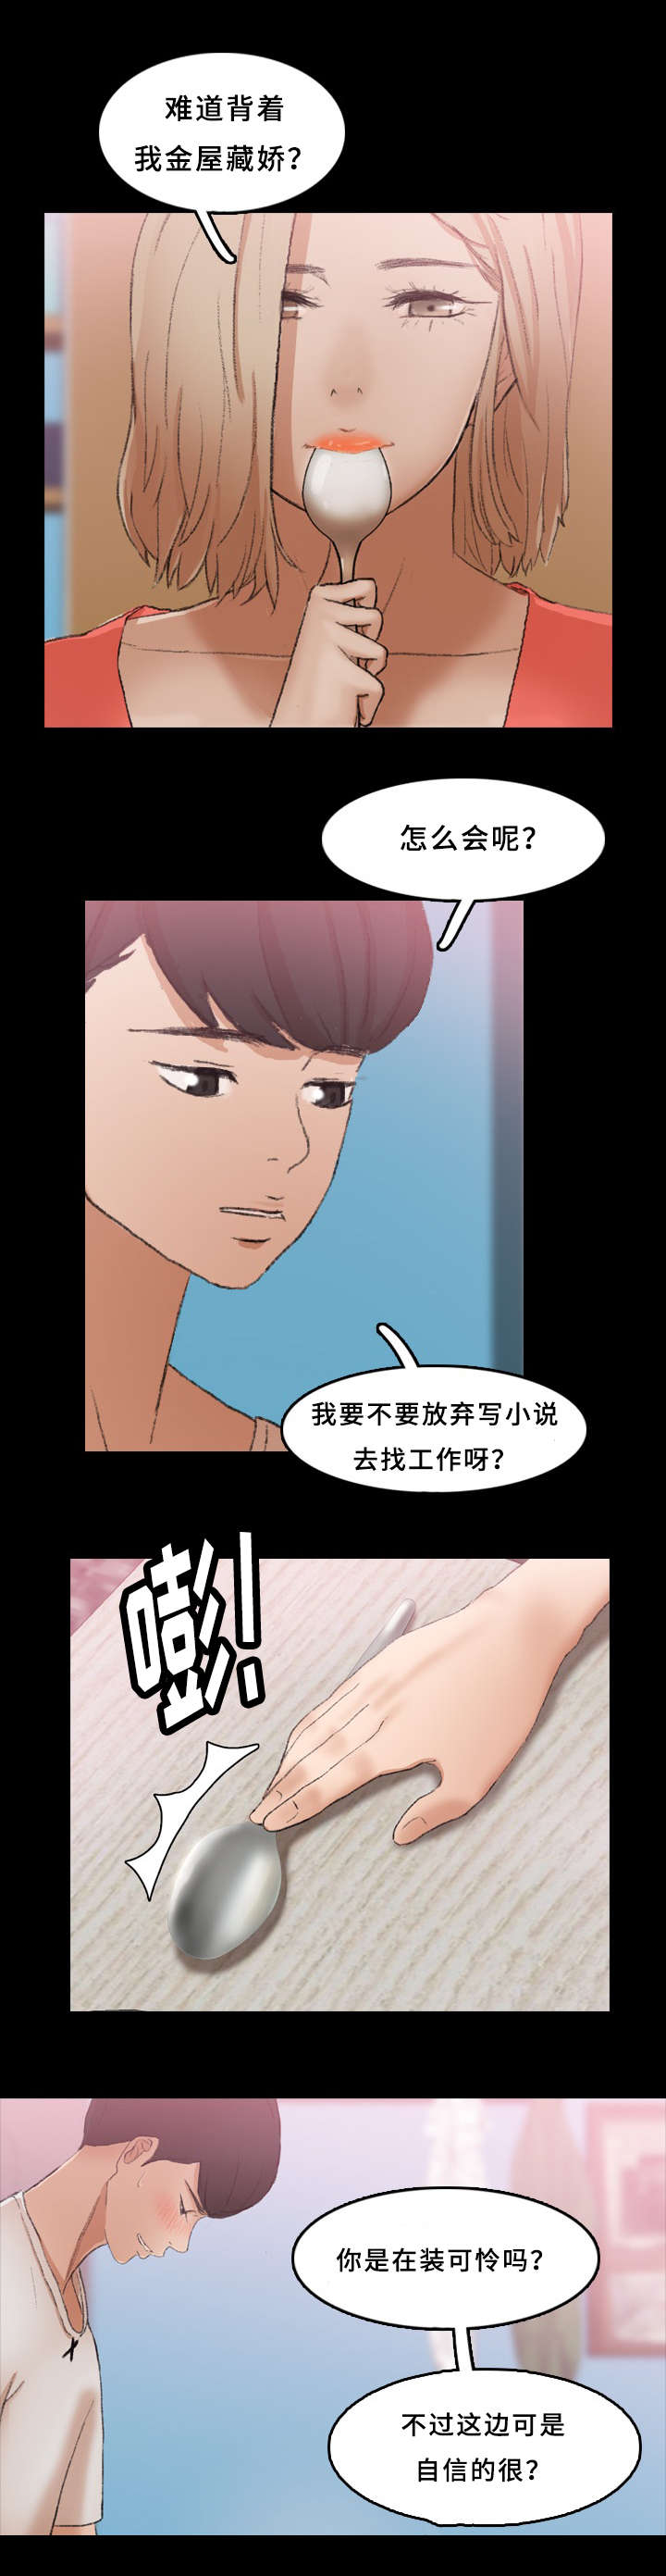 难道背着
我金屋藏娇？
怎么会呢？
我要不要放弃写小说
去找工作呀？
嘭！
你是在装可怜吗？
不过这边可是
自信的很？